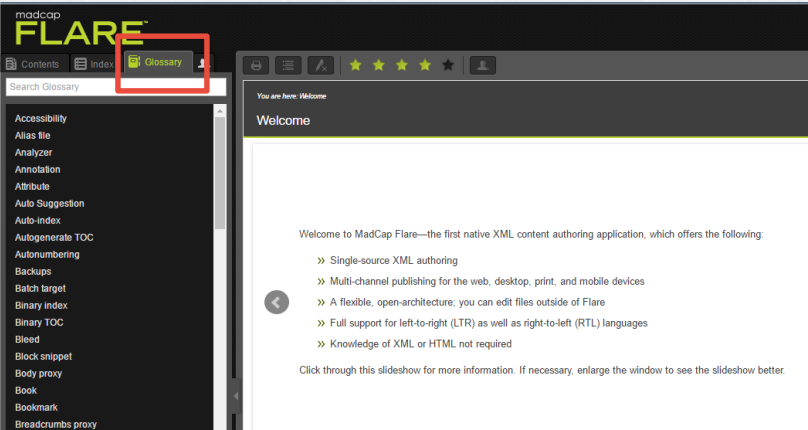 madcap
FLARE
Contents
Index
Glossary
Search Glossary
Accessibility
Alias file
Analyzer
Annotation
Attribute
Auto Suggestion
Auto-index
Autogenerate TOC
Autonumbering
Backups
Batch target
Binary index
Binary TOC
Bleed
Block snippet
Body proxy
Book
Bookmark
Breadcrumbs proxy
You are here: Welcome
Welcome
Welcome to MadCap Flare—the first native XML content authoring application, which offers the following:
» Single-source XML authoring
» Multi-channel publishing for the web, desktop, print, and mobile devices
» A flexible, open-architecture; you can edit files outside of Flare
» Full support for left-to-right (LTR) as well as right-to-left (RTL) languages
» Knowledge of XML or HTML not required
Click through this slideshow for more information. If necessary, enlarge the window to see the slideshow better.